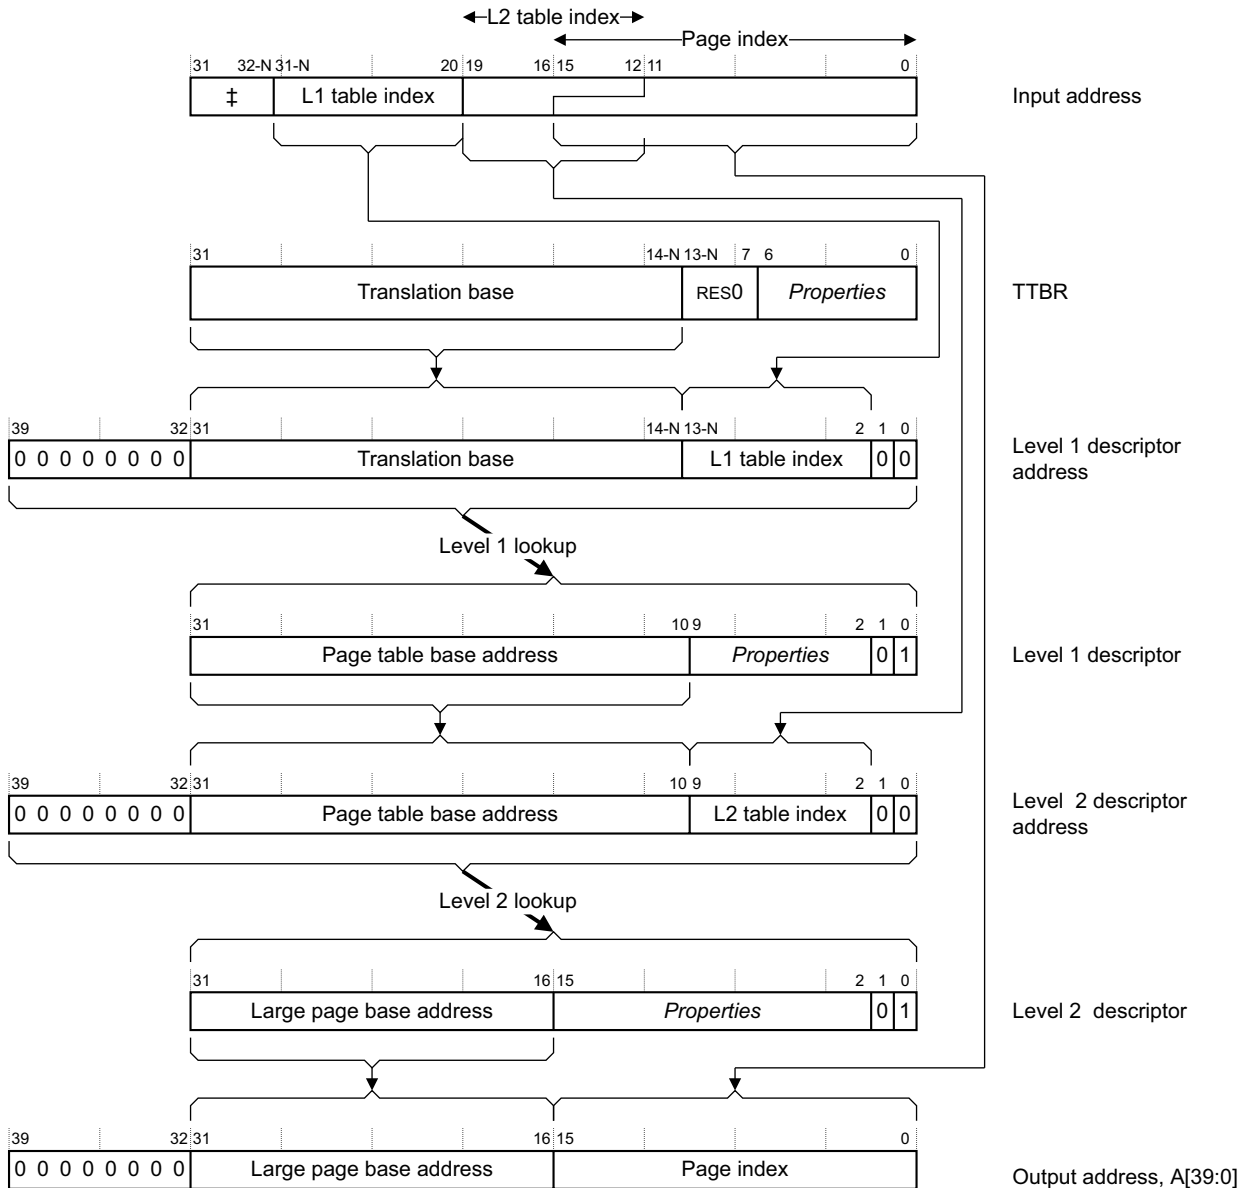 L2 table index
Page index
31 32-N 31-N 20 19 16 15 12 11 0
‡ L1 table index Input address
31 14-N 13-N 7 6 0
Translation base RES0 Properties TTBR
39 32 31 14-N 13-N 2 1 0
0 0 0 0 0 0 0 0 Translation base L1 table index 0 0 Level 1 descriptor
address
Level 1 lookup
31 10 9 2 1 0
Page table base address Properties 0 1 Level 1 descriptor
39 32 31 10 9 2 1 0
0 0 0 0 0 0 0 0 Page table base address L2 table index 0 0 Level 2 descriptor
address
Level 2 lookup
31 16 15 2 1 0
Large page base address Properties 0 1 Level 2 descriptor
39 32 31 16 15 0
0 0 0 0 0 0 0 0 Large page base address Page index Output address, A[39:0]